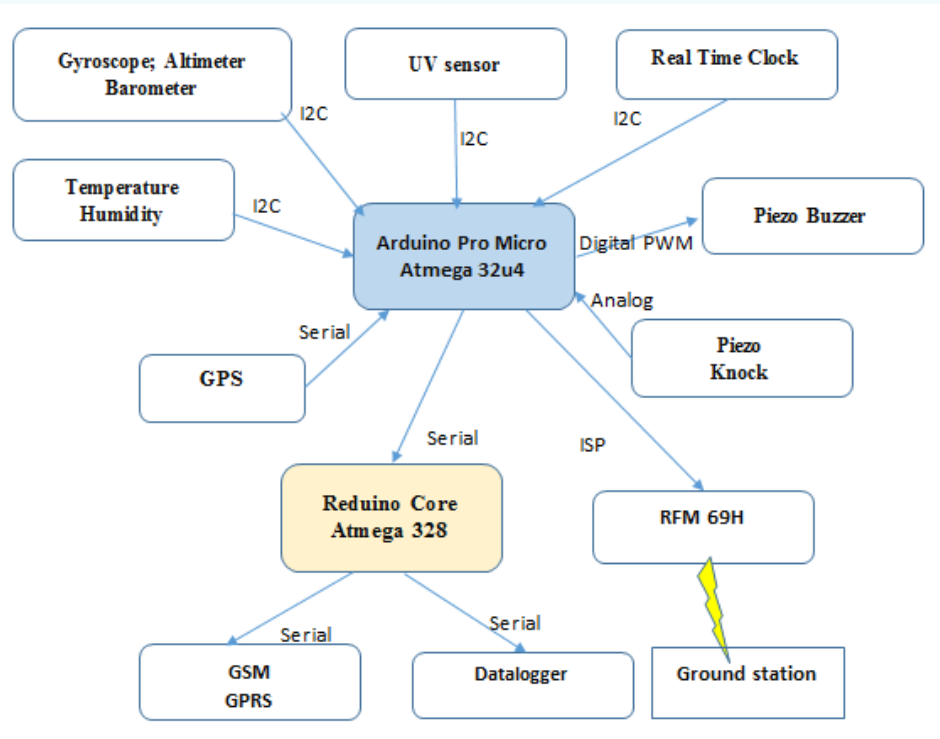 Gyroscope; Altimeter
Barometer
UV sensor
Real Time Clock
I2C
I2C
I2C
Temperature
Humidity
I2C
Arduino Pro Micro
Atmega 32u4
Digital PWM
Piezo Buzzer
Analog
Serial
Piezo
Knock
GPS
Serial
ISP
Reduino Core
Atmega 328
RFM 69H
Serial
Serial
GSM
GPRS
Datalogger
Ground station